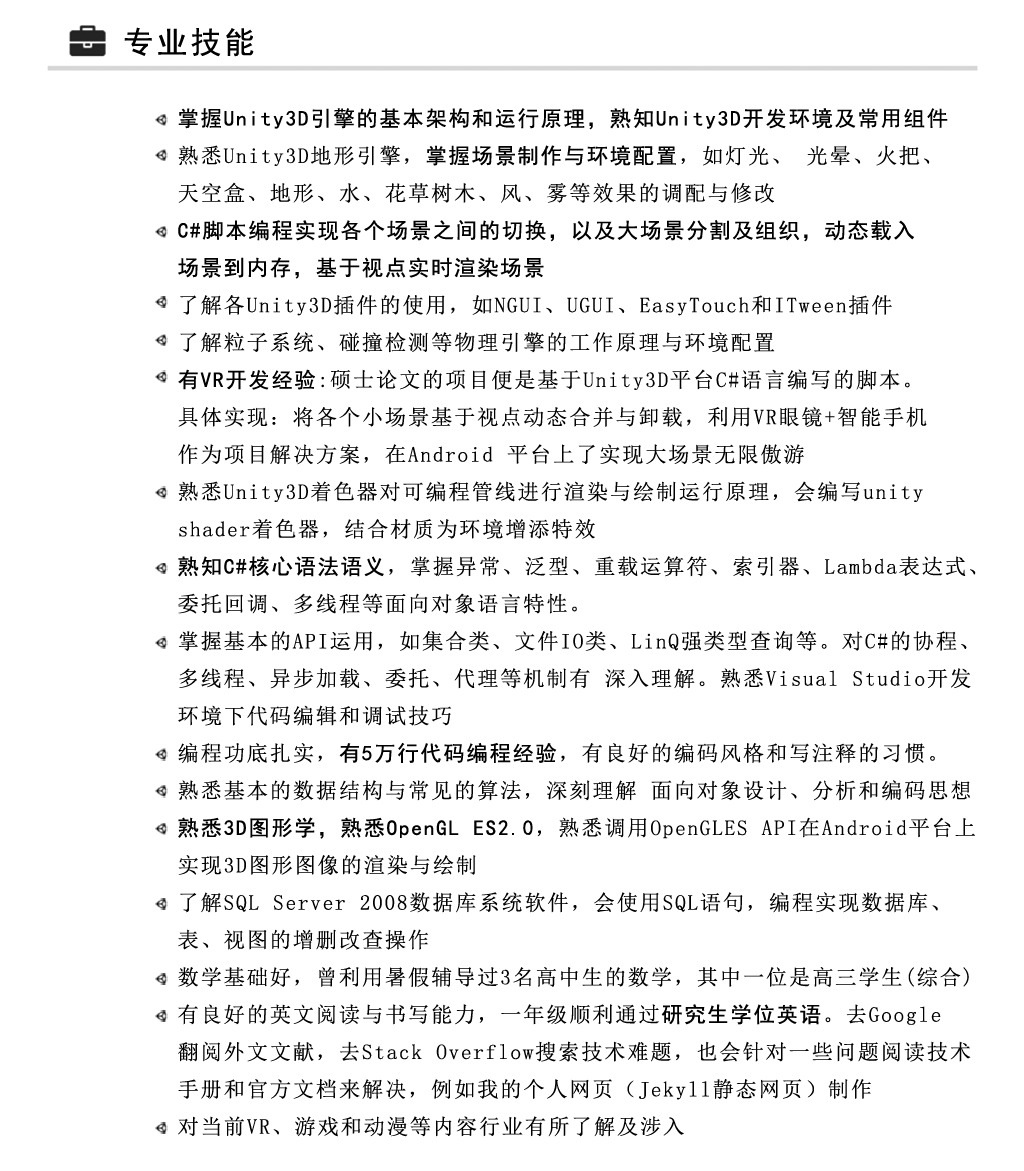 专业技能
掌握Unity3D引擎的基本架构和运行原理，熟知Unity3D开发环境及常用组件
熟悉Unity3D地形引擎，掌握场景制作与环境配置，如灯光、 光晕、火把、
天空盒、地形、水、花草树木、风、雾等效果的调配与修改
C#脚本编程实现各个场景之间的切换，以及大场景分割及组织，动态载入
场景到内存，基于视点实时渲染场景
了解各Unity3D插件的使用，如NGUI、UGUI、EasyTouch和ITween插件
了解粒子系统、碰撞检测等物理引擎的工作原理与环境配置
有VR开发经验:硕士论文的项目便是基于Unity3D平台C#语言编写的脚本。
具体实现：将各个小场景基于视点动态合并与卸载，利用VR眼镜+智能手机
作为项目解决方案，在Android 平台上了实现大场景无限傲游
熟悉Unity3D着色器对可编程管线进行渲染与绘制运行原理，会编写unity
shader着色器，结合材质为环境增添特效
熟知C#核心语法语义，掌握异常、泛型、重载运算符、索引器、Lambda表达式、
委托回调、多线程等面向对象语言特性。
掌握基本的API运用，如集合类、文件IO类、LinQ强类型查询等。对C#的协程、
多线程、异步加载、委托、代理等机制有 深入理解。熟悉Visual Studio开发
环境下代码编辑和调试技巧
编程功底扎实，有5万行代码编程经验，有良好的编码风格和写注释的习惯。
熟悉基本的数据结构与常见的算法，深刻理解 面向对象设计、分析和编码思想
熟悉3D图形学，熟悉OpenGL ES2.0，熟悉调用OpenGLES API在Android平台上
实现3D图形图像的渲染与绘制
了解SQL Server 2008数据库系统软件，会使用SQL语句，编程实现数据库、
表、视图的增删改查操作
数学基础好，曾利用暑假辅导过3名高中生的数学，其中一位是高三学生(综合)
有良好的英文阅读与书写能力，一年级顺利通过研究生学位英语。去Google
翻阅外文文献，去Stack Overflow搜索技术难题，也会针对一些问题阅读技术
手册和官方文档来解决，例如我的个人网页（Jekyll静态网页）制作
对当前VR、游戏和动漫等内容行业有所了解及涉入